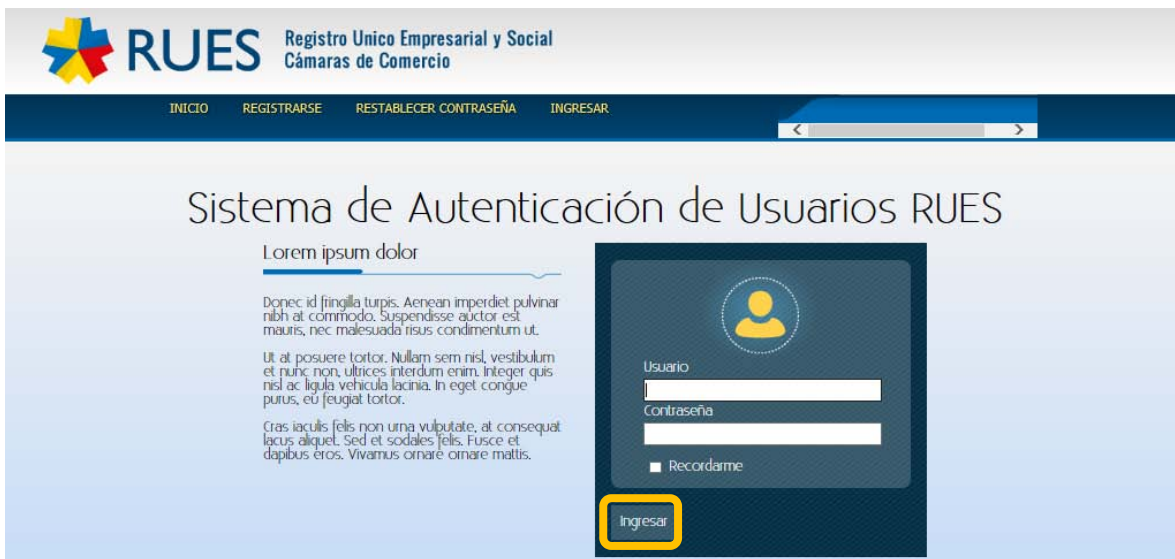 RUES
Registro Unico Empresarial y Social
Cámaras de Comercio
INICIO REGISTRARSE RESTABLECER CONTRASEÑA INGRESAR
Sistema de Autenticación de Usuarios RUES
Lorem ipsum dolor
Donec id fringilla turpis. Aenean imperdiet pulvinar
nibh at commodo. Suspendisse auctor est
mauris, nec malesuada risus condimentum ut.
Ut at posuere tortor. Nullam sem nisl, vestibulum
et nunc non, ultrices interdum enim. Integer quis
nisl ac ligula vehicula lacinia. In eget congue
purus, eu feugiat tortor.
Cras iaculis felis non urna vulputate, at consequat
lacus aliquet. Sed et sodales felis. Fusce et
dapibus eros. Vivamus ornare ornare mattis.
Usuario
Contraseña
Recordarme
Ingresar